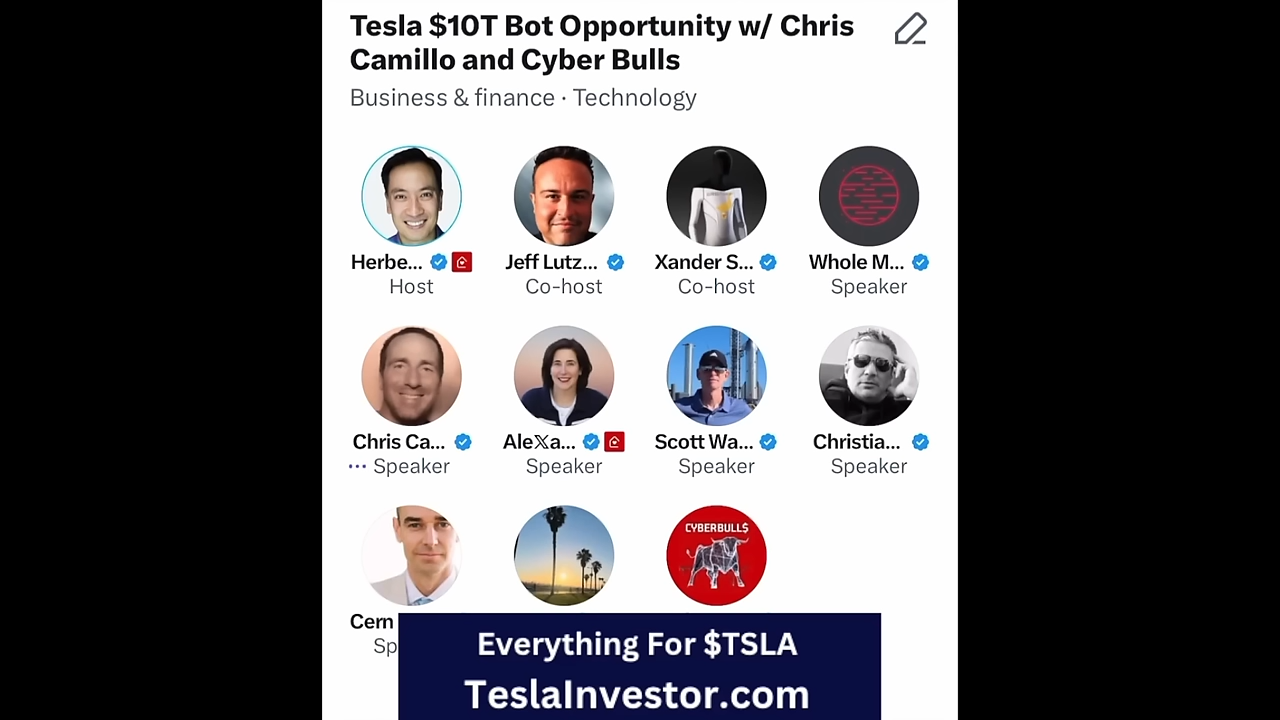 Tesla $10T Bot Opportunity w/ Chris
Camillo and Cyber Bulls
Business & finance · Technology
Herbe... Jeff Lutz... Xander S... Whole M...
Host Co-host Co-host Speaker
Chris Ca... Ale𝕏a... Scott Wa... Christia...
Speaker Speaker Speaker Speaker
CYBERBULL$
Cern
Sp
Everything For $TSLA
TeslaInvestor.com